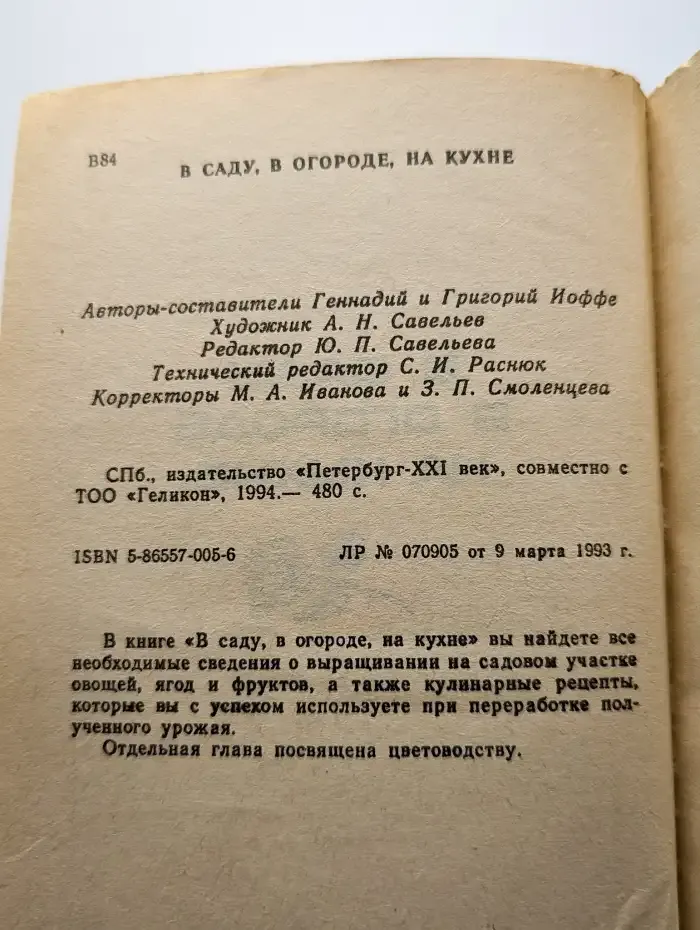 В84
В САДУ, В ОГОРОДЕ, НА КУХНЕ
Авторы-составители Геннадий и Григорий Иоффе
Художник А. Н. Савельев
Редактор Ю. П. Савельева
Технический редактор С. И. Раснюк
Корректоры М. А. Иванова и З. П. Смоленцева
СПб., издательство «Петербург-XXI век», совместно с
ТОО «Геликон», 1994.— 480 с.
ISBN 5-86557-005-6 ЛР № 070905 от 9 марта 1993 г.
В книге «В саду, в огороде, на кухне» вы найдете все
необходимые сведения о выращивании на садовом участке
овощей, ягод и фруктов, а также кулинарные рецепты,
которые вы с успехом используете при переработке пол-
ученного урожая.
Отдельная глава посвящена цветоводству.